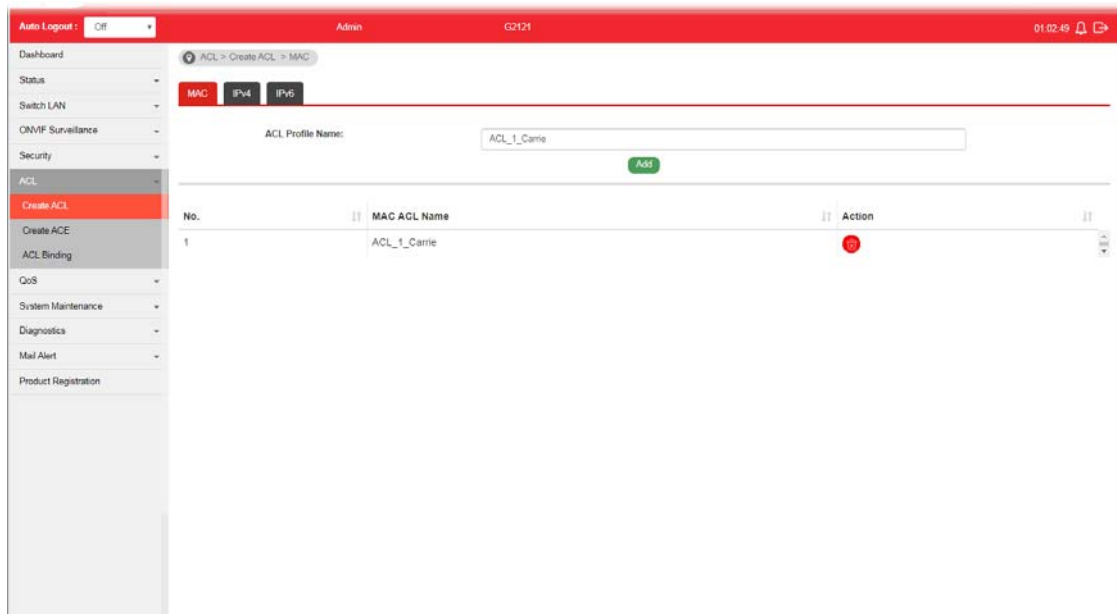 Auto Logout : Off Admin G2121 01:02:49
Dashboard
Status
Switch LAN
ONVIF Surveillance
Security
ACL
Create ACL
Create ACE
ACL Binding
QoS
System Maintenance
Diagnostics
Mail Alert
Product Registration
ACL > Create ACL > MAC
MAC IPv4 IPv6
ACL Profile Name: ACL_1_Carrie
Add
No. MAC ACL Name Action
1 ACL_1_Carrie